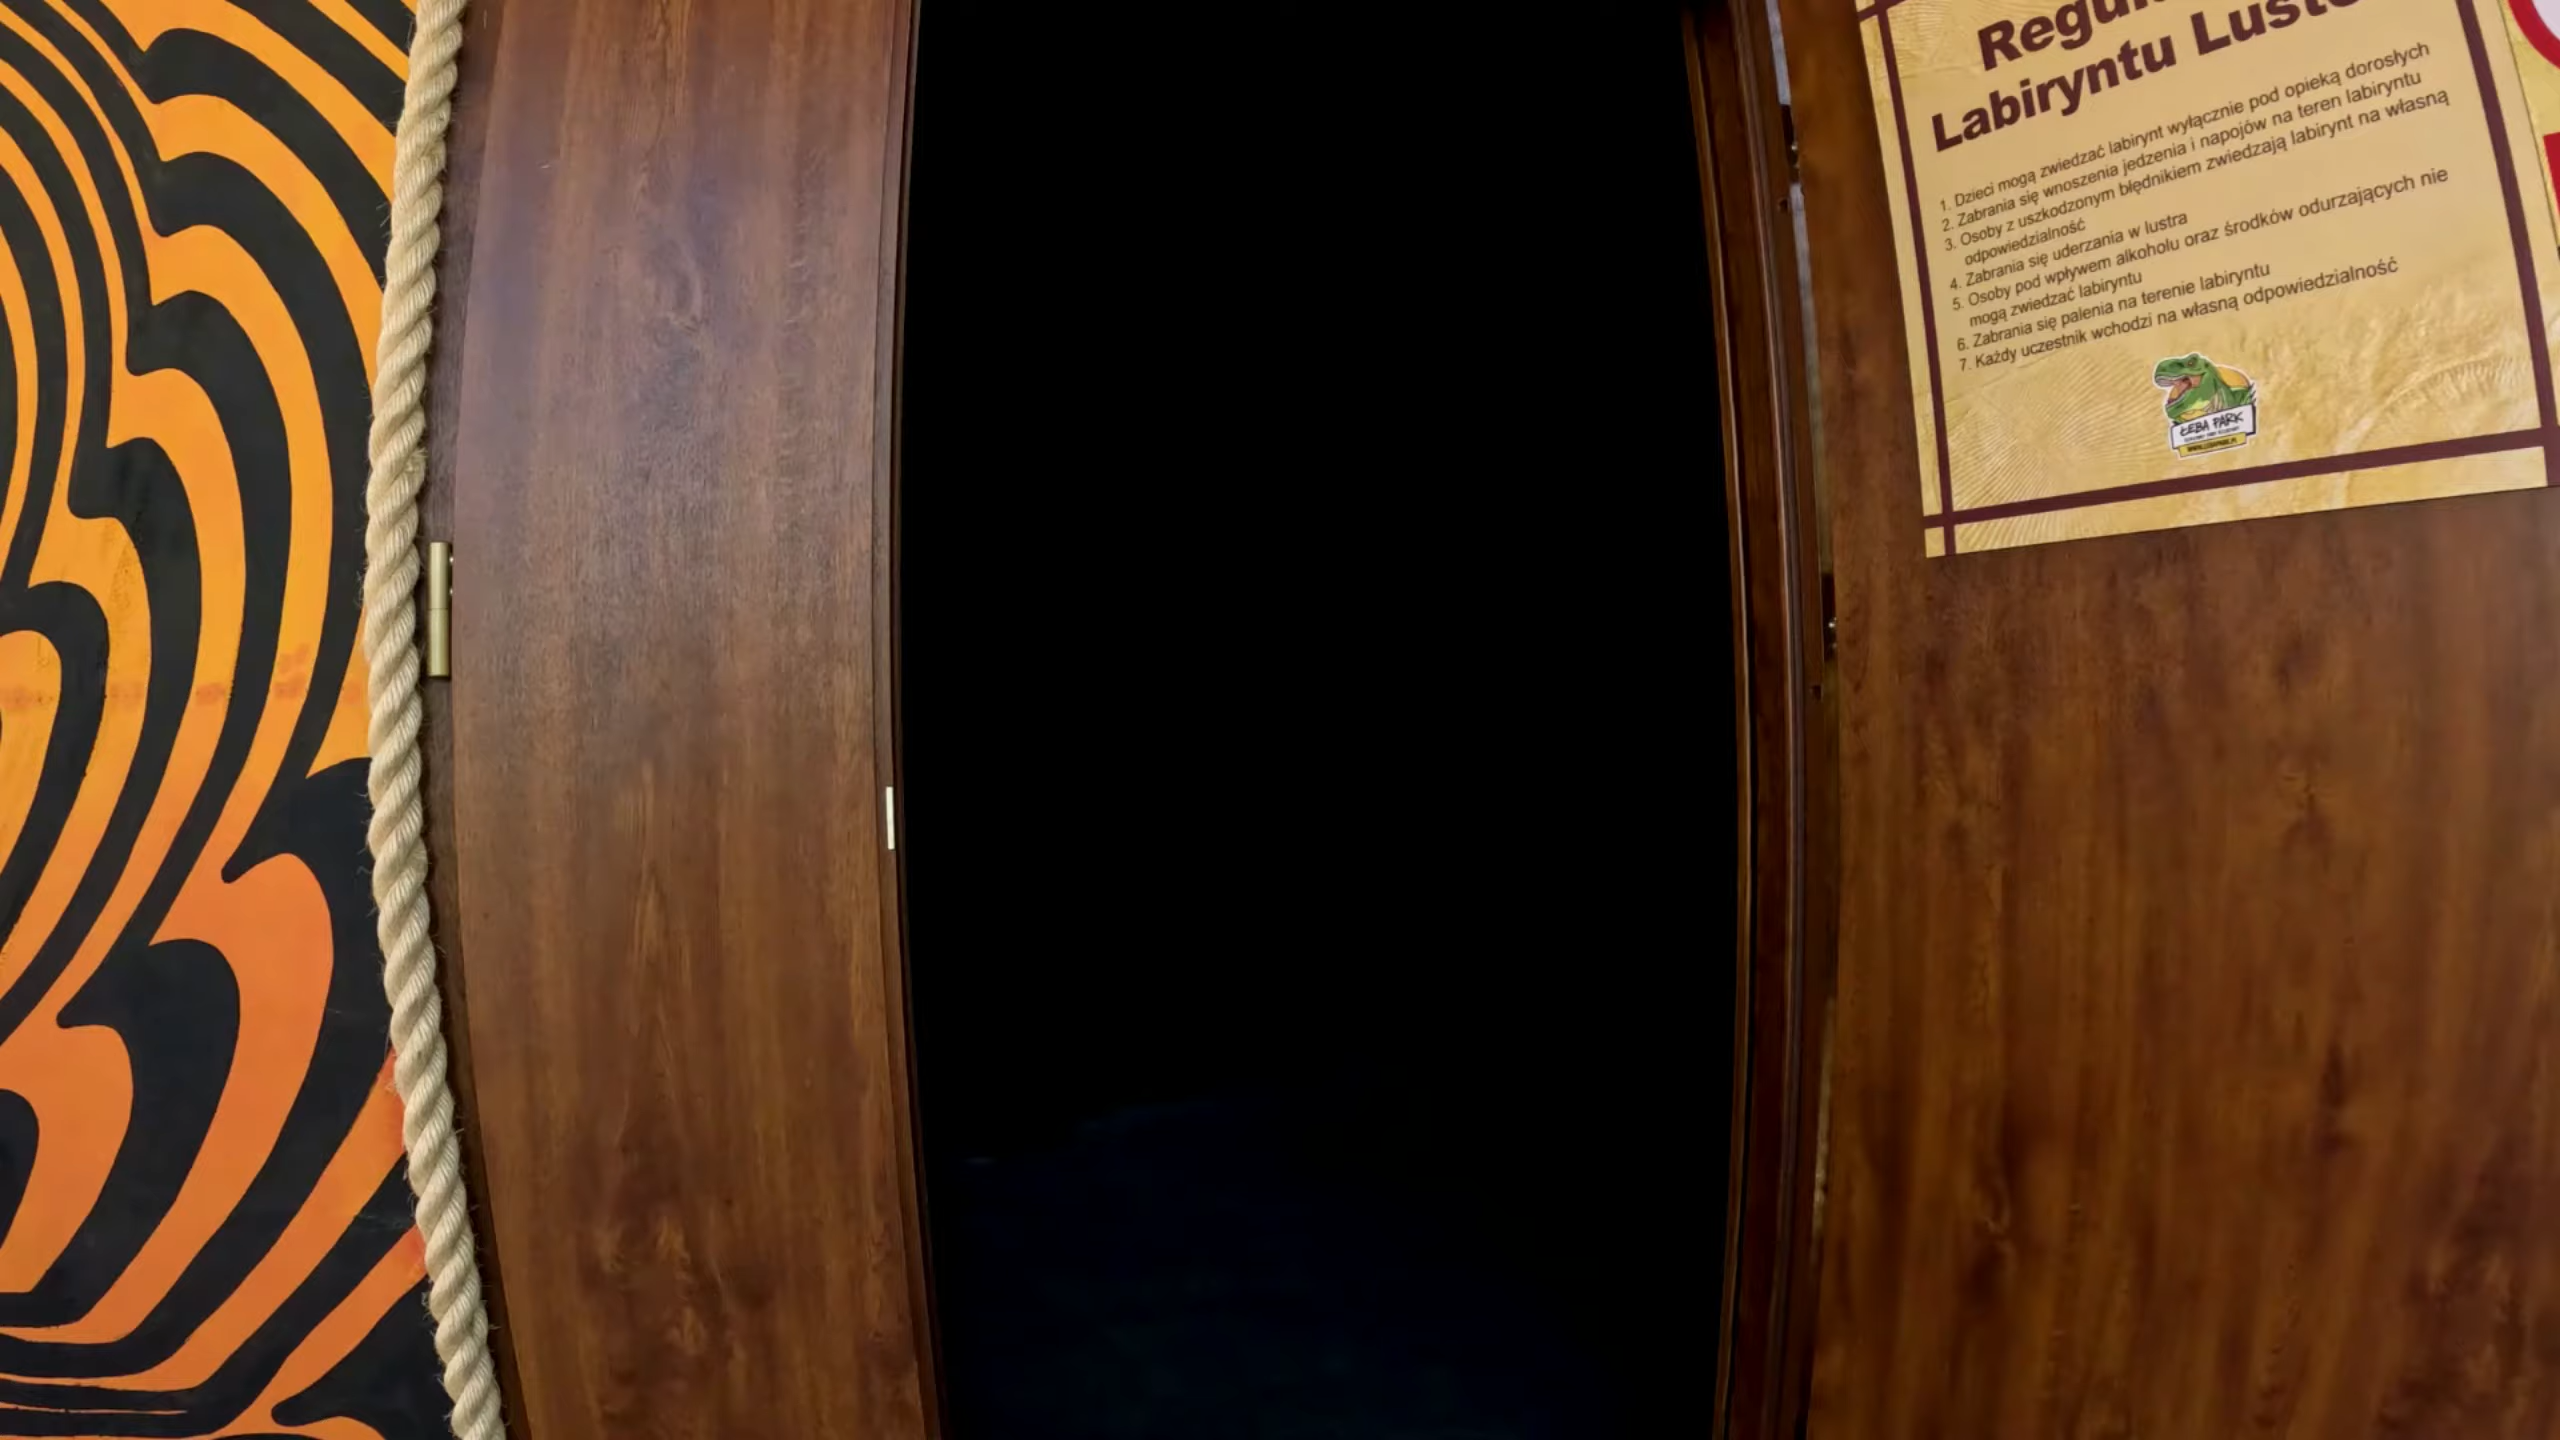 Labiryntu
1. Dzieci mogą zwiedzać labirynt wyłącznie pod opieką dorosłych
2. Zabrania się wnoszenia jedzenia i napojów na teren labiryntu
3. Osoby z uszkodzonym błędnikiem zwiedzają labirynt na własną
odpowiedzialność
4. Zabrania się uderzania w lustra
5. Osoby pod wpływem alkoholu oraz środków odurzających nie
mogą zwiedzać labiryntu
6. Zabrania się palenia na terenie labiryntu
7. Każdy uczestnik wchodzi na własną odpowiedzialność
ŁEBA PARK